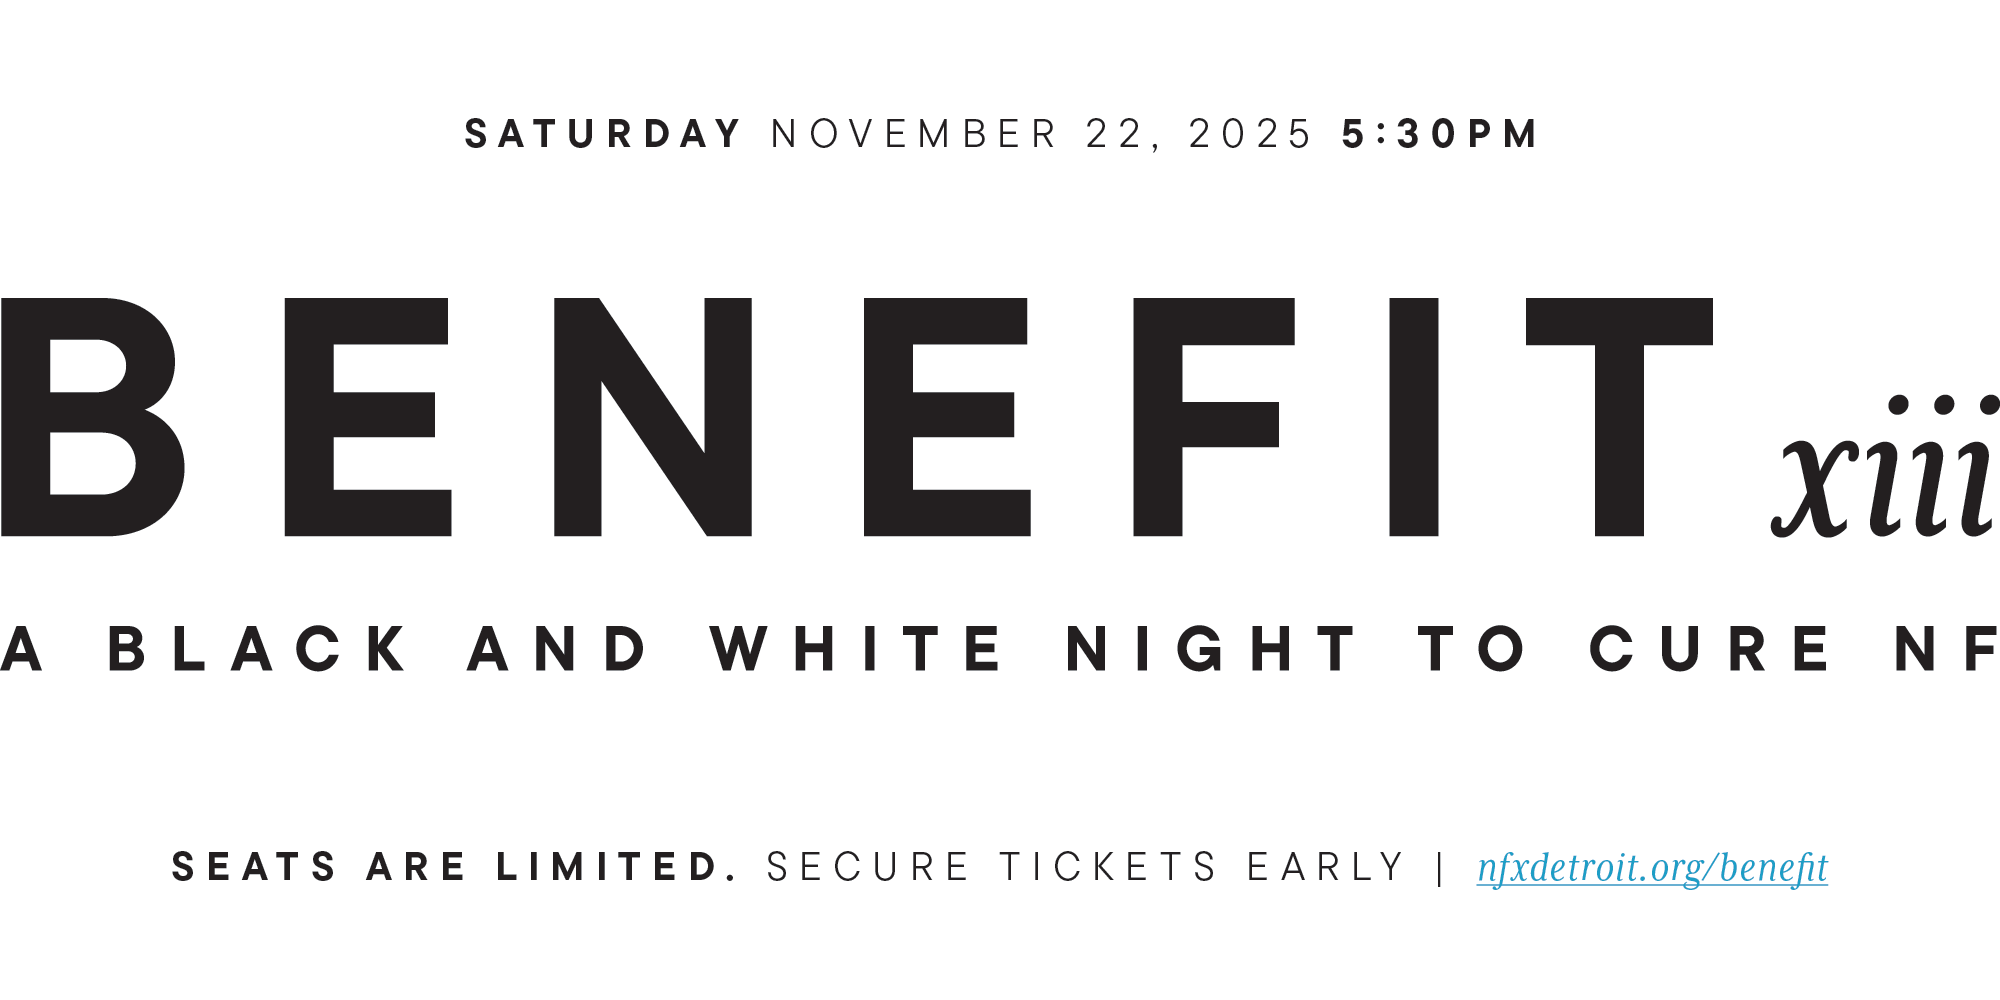 SATURDAY NOVEMBER 22, 2025 5:30PM
BENEFIT xiii
A BLACK AND WHITE NIGHT TO CURE NF
SEATS ARE LIMITED. SECURE TICKETS EARLY | nfxdetroit.org/benefit